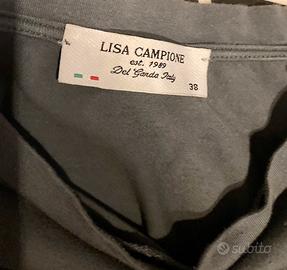 LISA CAMPIONE
est. 1989
Del Garda Italy
38
subito